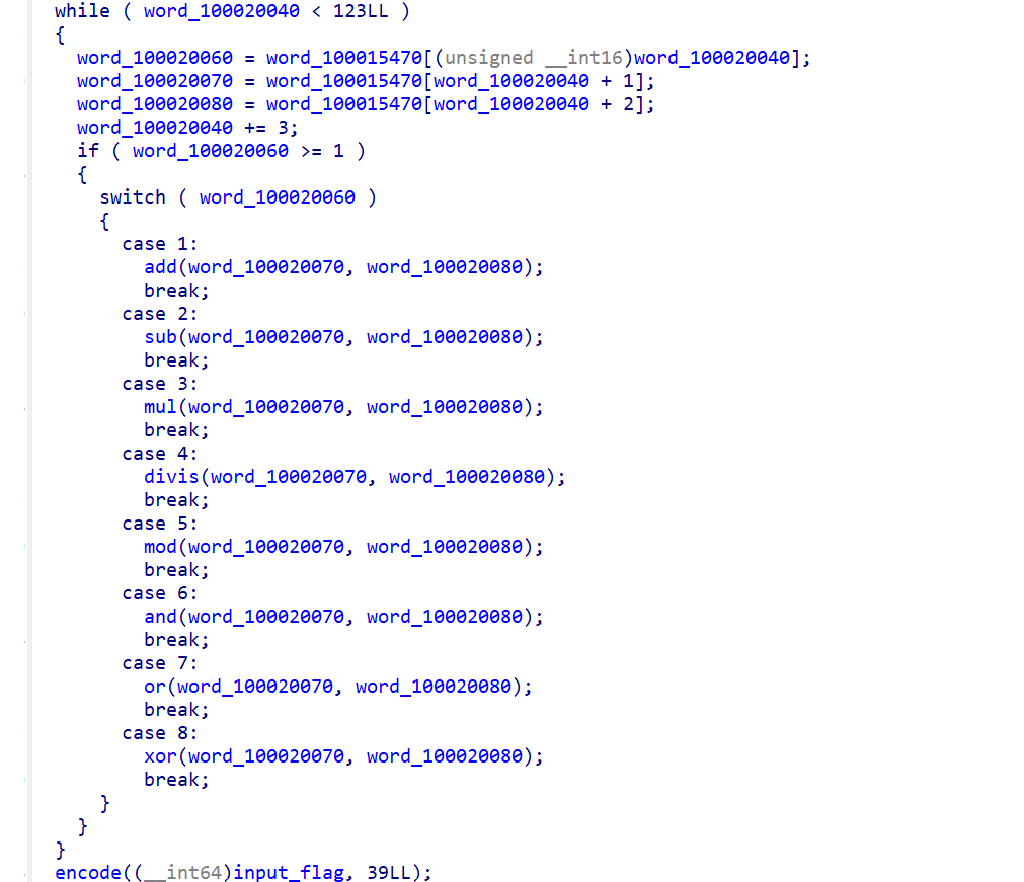 while ( word_100020040 < 123LL )
{
  word_100020060 = word_100015470[(unsigned __int16)word_100020040];
  word_100020070 = word_100015470[word_100020040 + 1];
  word_100020080 = word_100015470[word_100020040 + 2];
  word_100020040 += 3;
  if ( word_100020060 >= 1 )
  {
    switch ( word_100020060 )
    {
      case 1:
        add(word_100020070, word_100020080);
        break;
      case 2:
        sub(word_100020070, word_100020080);
        break;
      case 3:
        mul(word_100020070, word_100020080);
        break;
      case 4:
        divis(word_100020070, word_100020080);
        break;
      case 5:
        mod(word_100020070, word_100020080);
        break;
      case 6:
        and(word_100020070, word_100020080);
        break;
      case 7:
        or(word_100020070, word_100020080);
        break;
      case 8:
        xor(word_100020070, word_100020080);
        break;
    }
  }
}
encode((__int64)input_flag, 39LL);